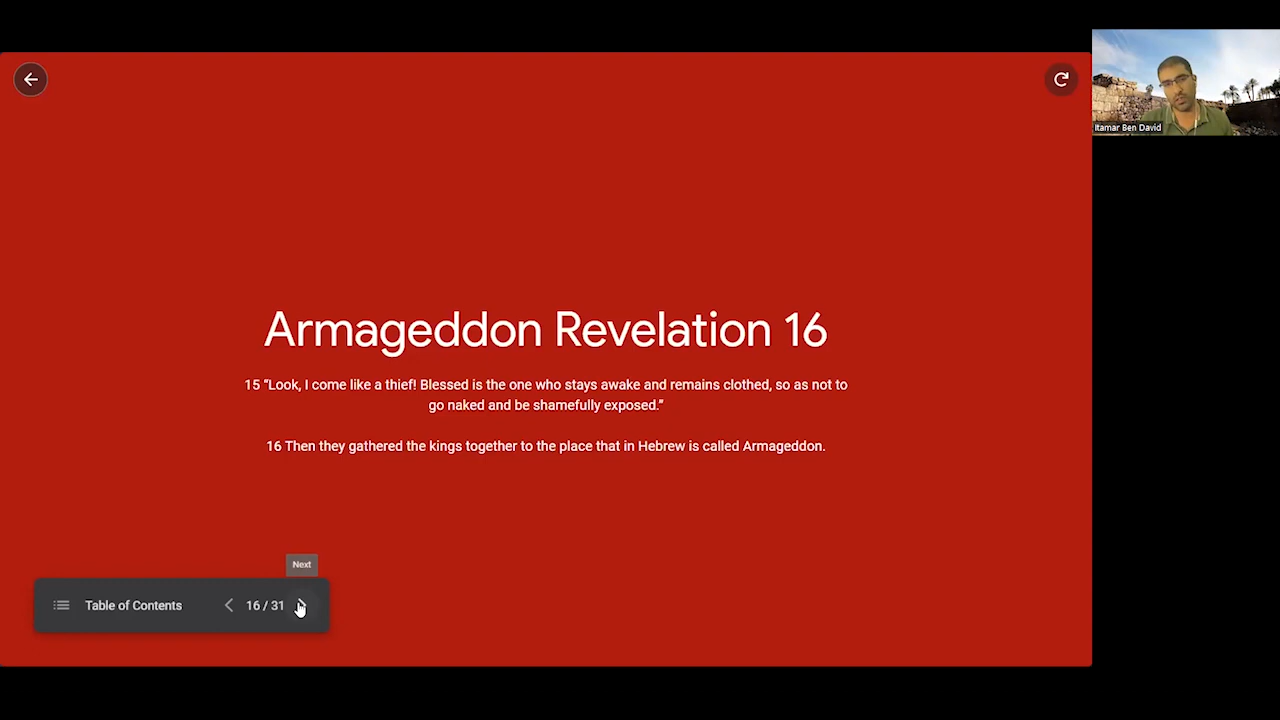 Itamar Ben David
Armageddon Revelation 16
15 “Look, I come like a thief! Blessed is the one who stays awake and remains clothed, so as not to
go naked and be shamefully exposed.”
16 Then they gathered the kings together to the place that in Hebrew is called Armageddon.
Next
Table of Contents
16 / 31